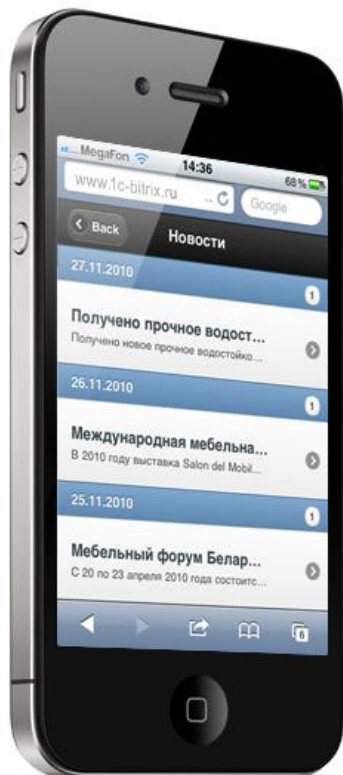 MegaFon 14:36 68%
www.1c-bitrix.ru .. Google
Back Новости
27.11.2010 1
Получено прочное водост...
Получено новое прочное водостойко...
26.11.2010 1
Международная мебельна...
В 2010 году выставка Salon del Mobil...
25.11.2010 1
Мебельный форум Белар...
С 20 по 23 апреля 2010 года состоитс...
6